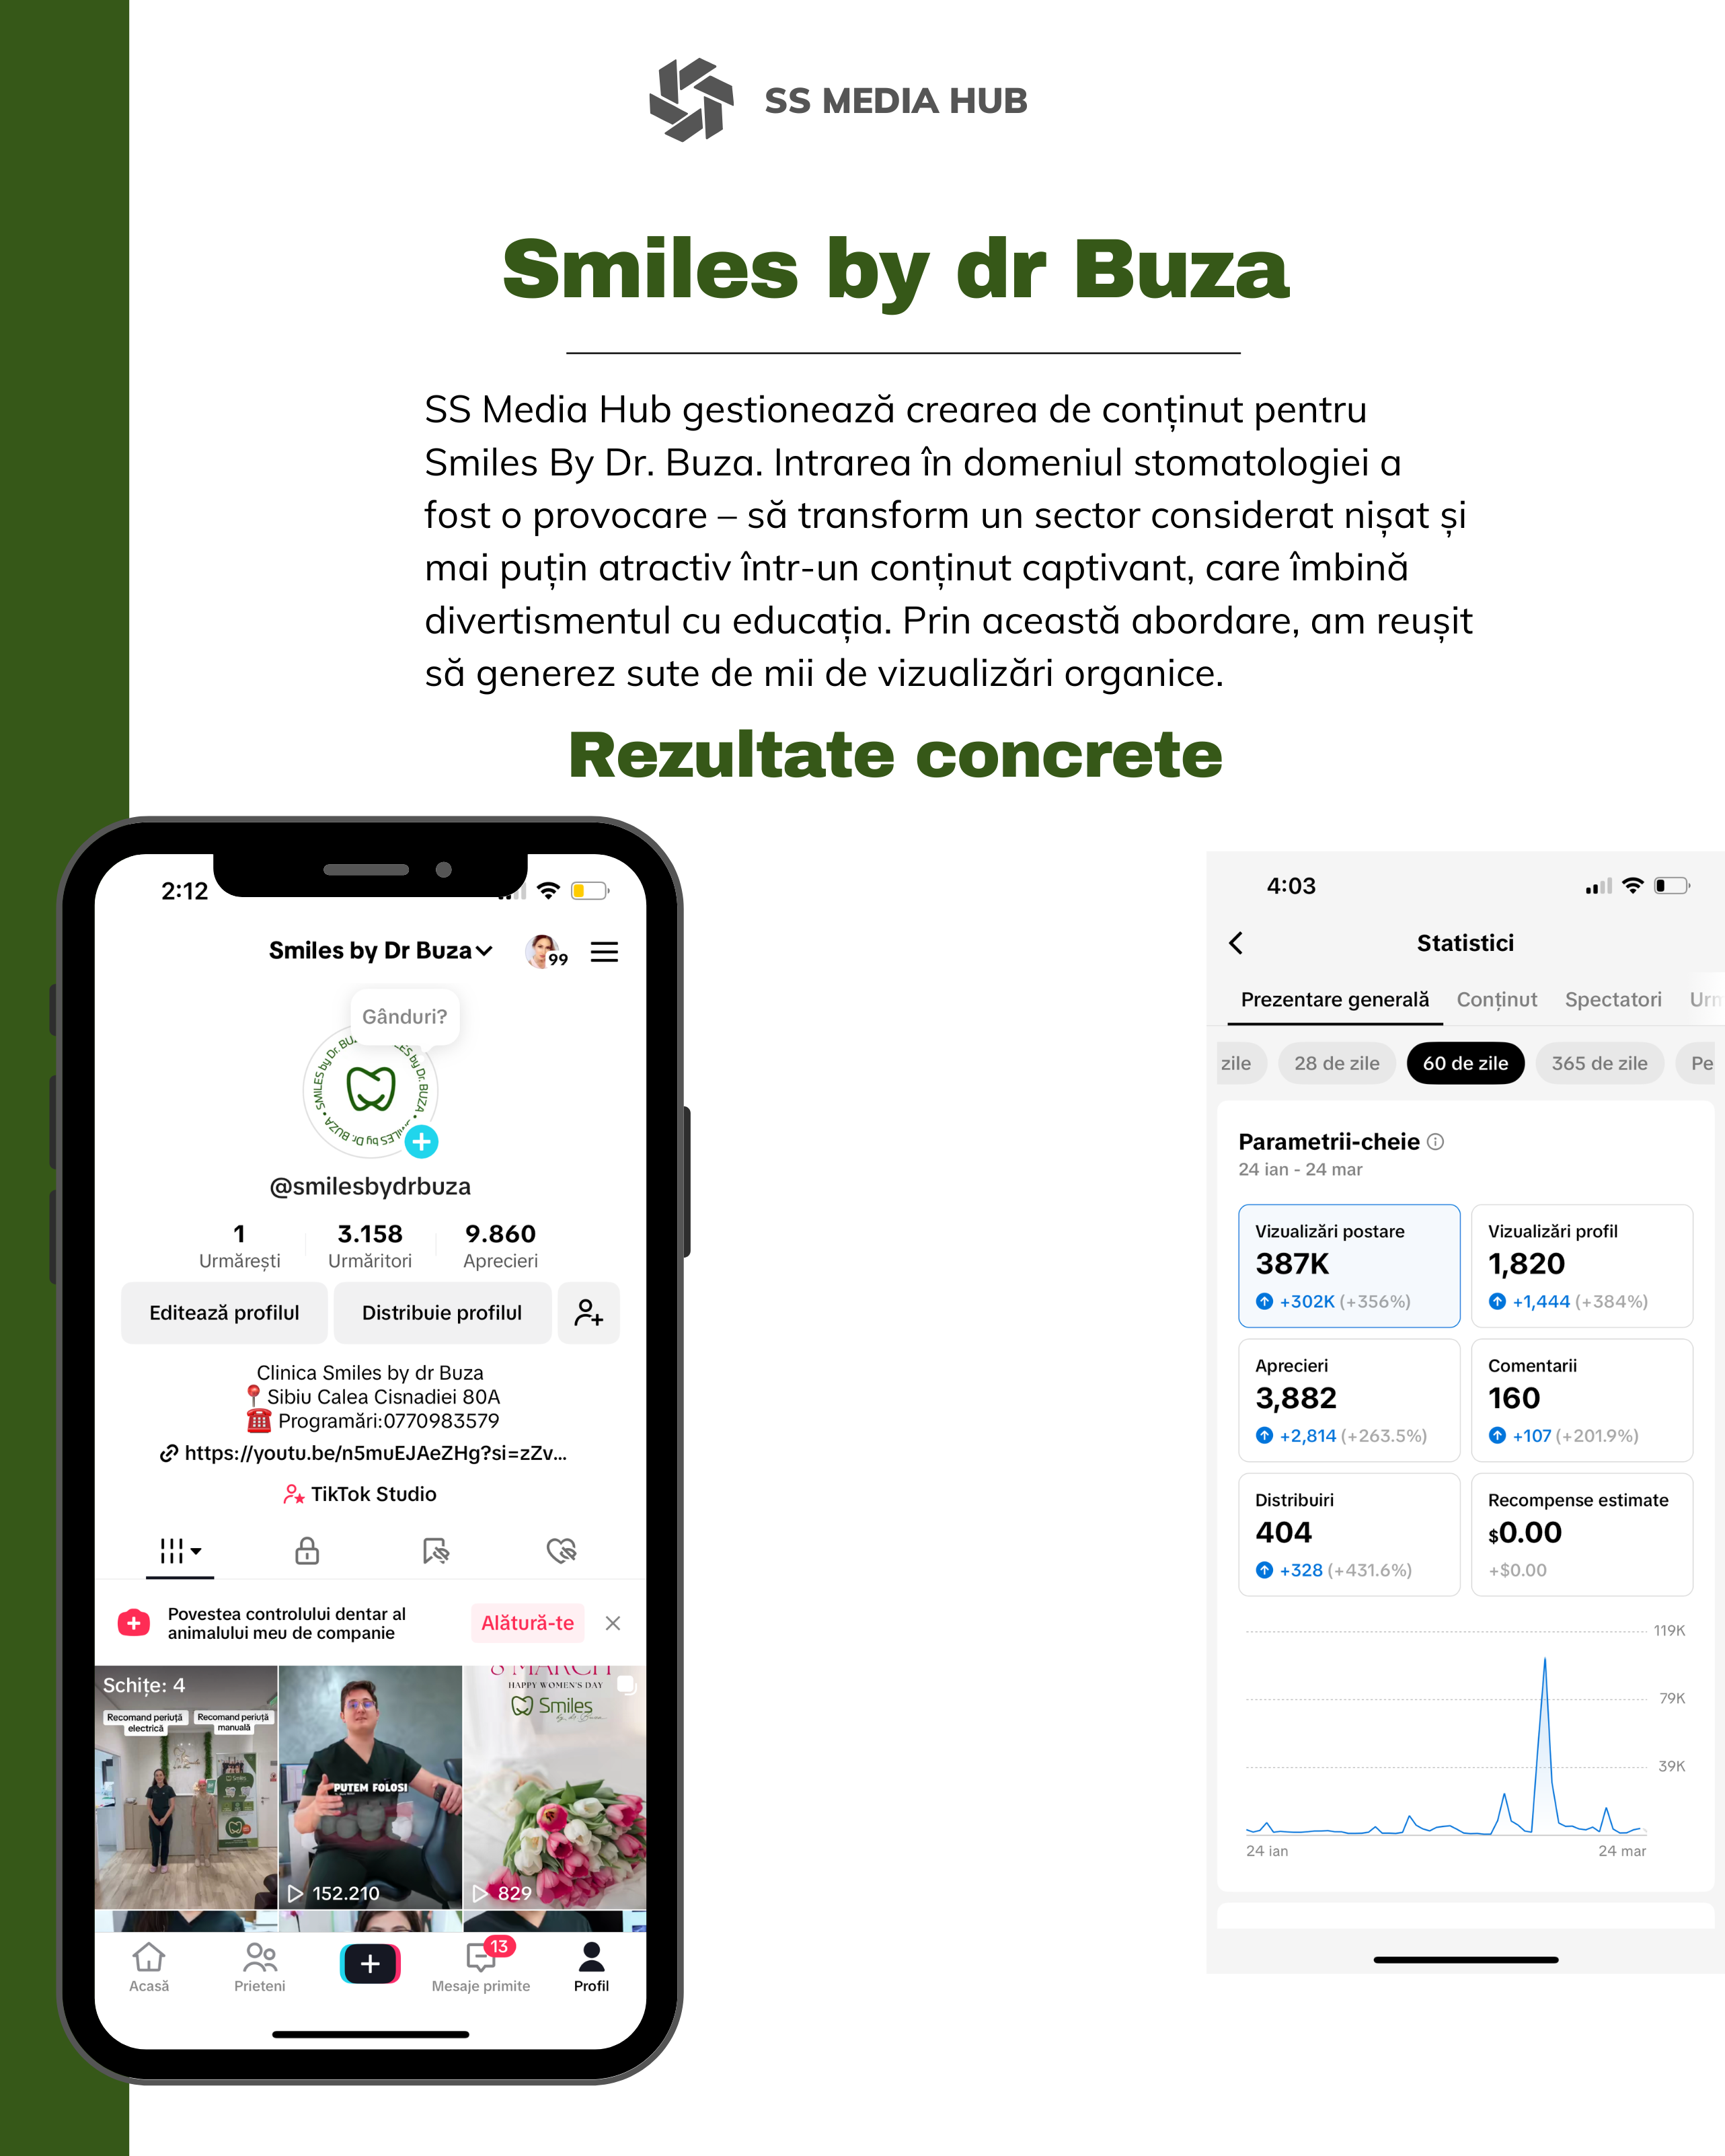 SS MEDIA HUB
Smiles by dr Buza
SS Media Hub gestionează crearea de conținut pentru
Smiles By Dr. Buza. Intrarea în domeniul stomatologiei a
fost o provocare – să transform un sector considerat nișat și
mai puțin atractiv într-un conținut captivant, care îmbină
divertismentul cu educația. Prin această abordare, am reușit
să generez sute de mii de vizualizări organice.
Rezultate concrete
2:12
Smiles by Dr Buza
99
Gânduri?
SMILES by Dr. BUZA • SMILES by Dr. BUZA •
@smilesbydrbuza
1 3.158 9.860
Urmărești Urmăritori Aprecieri
Editează profilul Distribuie profilul
Clinica Smiles by dr Buza
Sibiu Calea Cisnadiei 80A
Programări:0770983579
https://youtu.be/n5muEJAeZHg?si=zZv...
TikTok Studio
Povestea controlului dentar al
animalului meu de companie
Alătură-te
Schițe: 4
Recomand periuță
electrică
Recomand periuță
manuală
PUTEM FOLOSI
152.210
8 MARCH
HAPPY WOMEN'S DAY
Smiles
by dr Buza
829
13
Acasă Prieteni Mesaje primite Profil
4:03
Statistici
Prezentare generală Conținut Spectatori Urm
zile 28 de zile 60 de zile 365 de zile Pe
Parametrii-cheie
24 ian - 24 mar
Vizualizări postare
387K
+302K (+356%)
Vizualizări profil
1,820
+1,444 (+384%)
Aprecieri
3,882
+2,814 (+263.5%)
Comentarii
160
+107 (+201.9%)
Distribuiri
404
+328 (+431.6%)
Recompense estimate
$0.00
+$0.00
119K
79K
39K
24 ian 24 mar